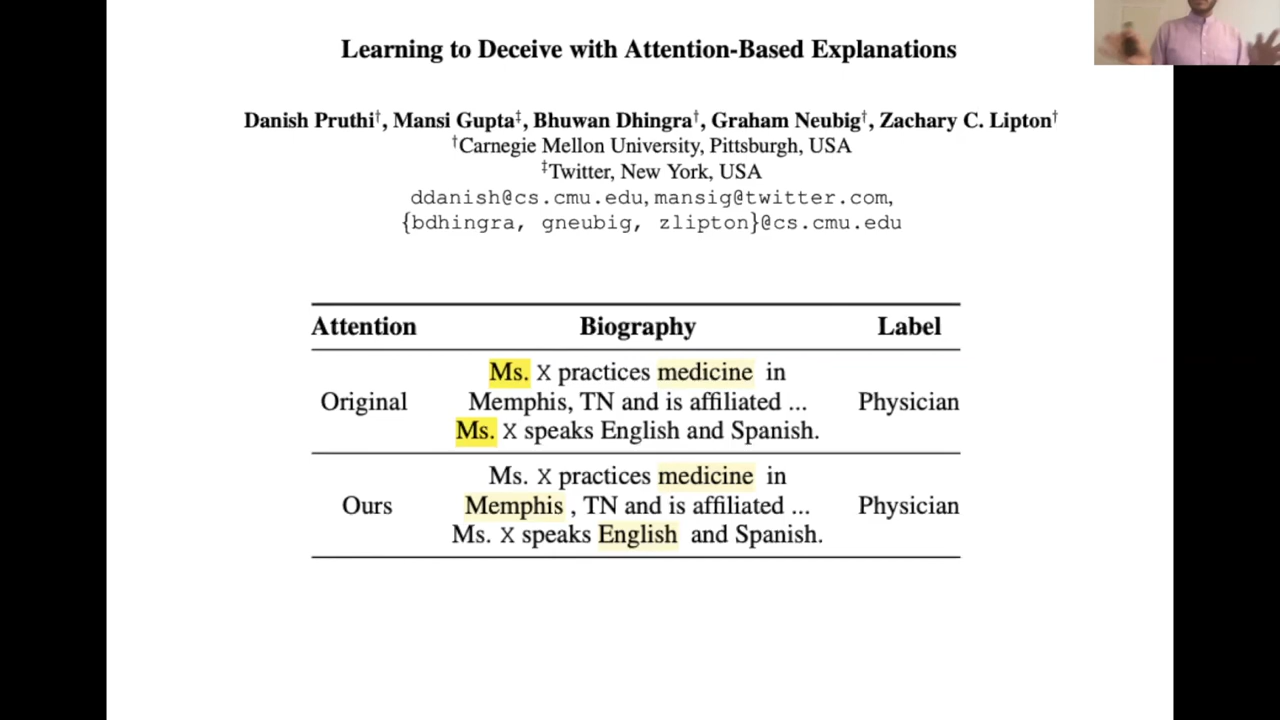 Learning to Deceive with Attention-Based Explanations
Danish Pruthi†, Mansi Gupta‡, Bhuwan Dhingra†, Graham Neubig†, Zachary C. Lipton†
†Carnegie Mellon University, Pittsburgh, USA
‡Twitter, New York, USA
ddanish@cs.cmu.edu, mansig@twitter.com,
{bdhingra, gneubig, zlipton}@cs.cmu.edu
Attention Biography Label
Ms. X practices medicine in
Original Memphis, TN and is affiliated ... Physician
Ms. X speaks English and Spanish.
Ms. X practices medicine in
Ours Memphis , TN and is affiliated ... Physician
Ms. X speaks English and Spanish.